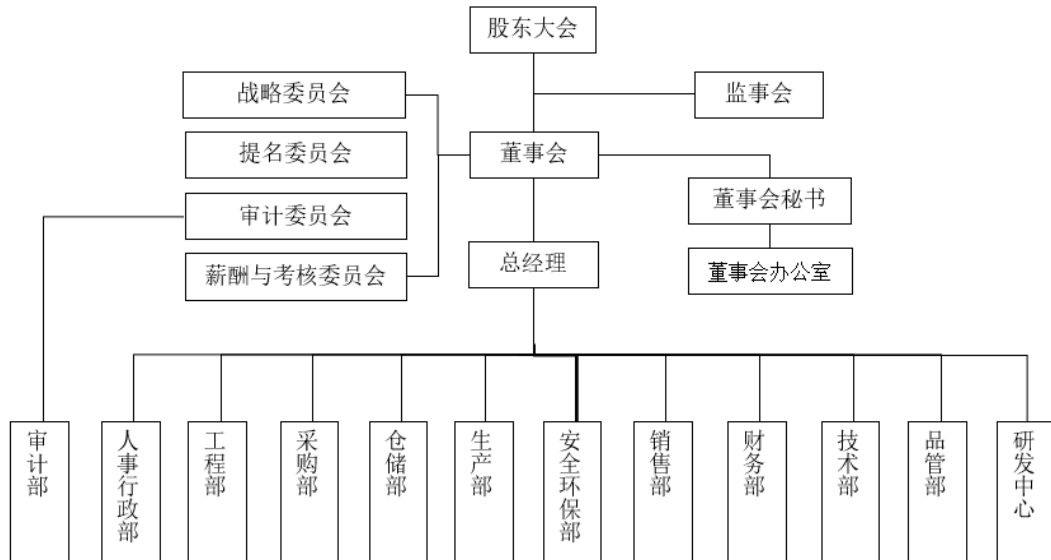 股东大会
战略委员会
监事会
提名委员会
董事会
审计委员会
董事会秘书
薪酬与考核委员会
总经理
董事会办公室
审计部
人事行政部
工程部
采购部
仓储部
生产部
安全环保部
销售部
财务部
技术部
品管部
研发中心